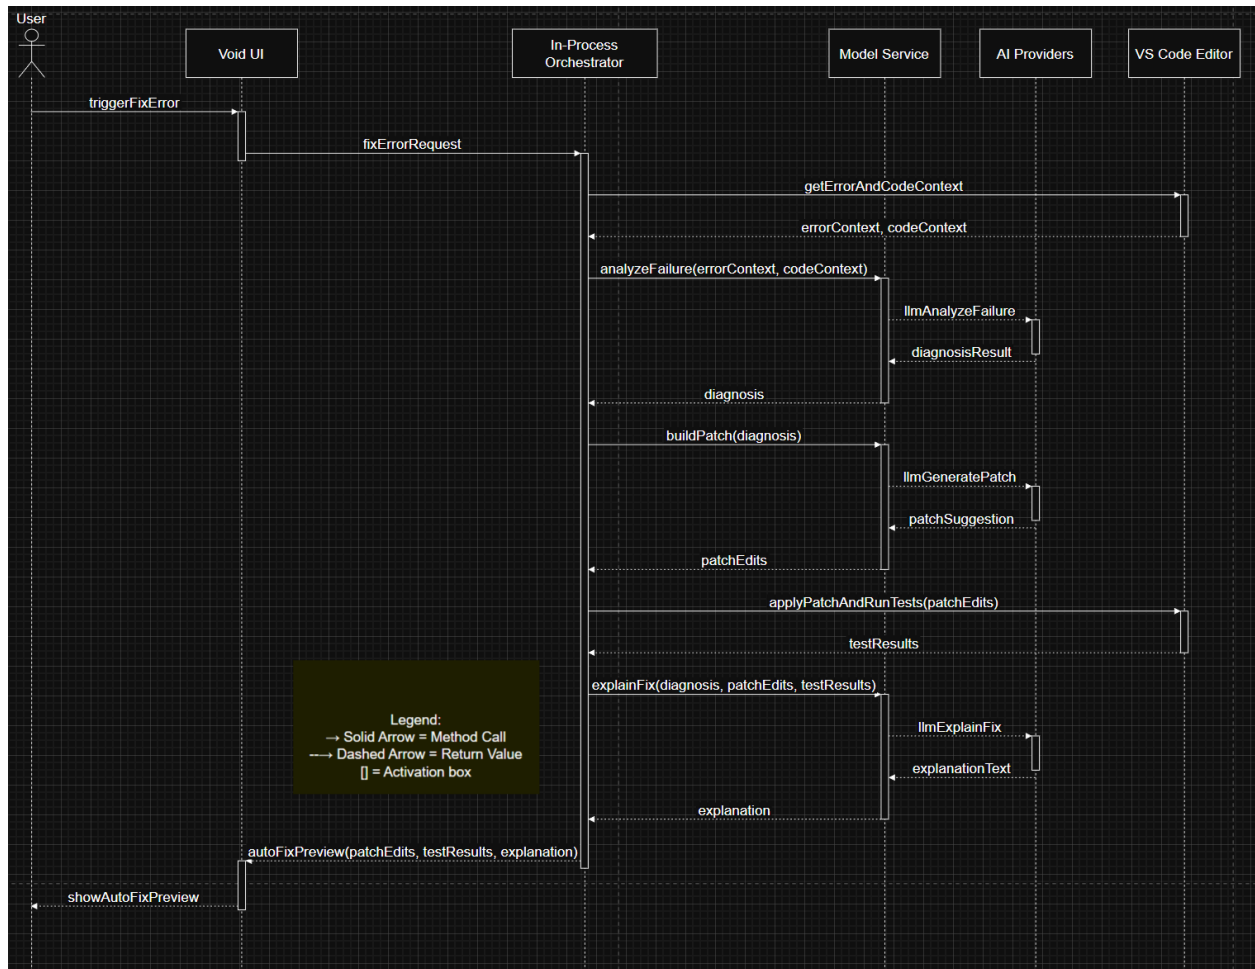 User
Void UI
In-Process
Orchestrator
Model Service
AI Providers
VS Code Editor
triggerFixError
fixErrorRequest
getErrorAndCodeContext
errorContext, codeContext
analyzeFailure(errorContext, codeContext)
llmAnalyzeFailure
diagnosisResult
diagnosis
buildPatch(diagnosis)
llmGeneratePatch
patchSuggestion
patchEdits
applyPatchAndRunTests(patchEdits)
testResults
explainFix(diagnosis, patchEdits, testResults)
Legend:
→ Solid Arrow = Method Call
--→ Dashed Arrow = Return Value
[] = Activation box
llmExplainFix
explanationText
explanation
autoFixPreview(patchEdits, testResults, explanation)
showAutoFixPreview